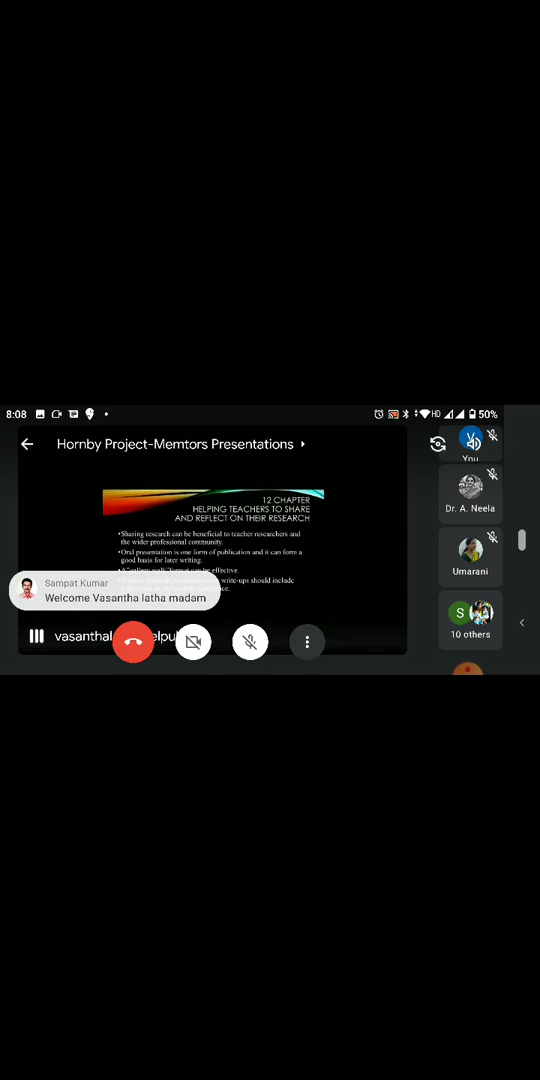 8:08
HD
50%
Hornby Project-Memtors Presentations
You
12 CHAPTER
HELPING TEACHERS TO SHARE
AND REFLECT ON THEIR RESEARCH
•Sharing research can be beneficial to teacher researchers and
the wider professional community.
•Oral presentation is one form of publication and it can form a
good basis for later writing.
can be effective.
write-ups should include
Sampat Kumar
Welcome Vasantha latha madam
vasanthal
Dr. A. Neela
Umarani
S
10 others